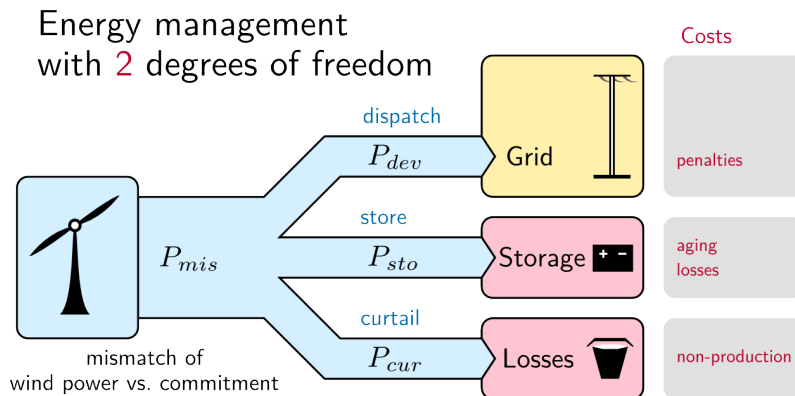 Energy management
with 2 degrees of freedom
Costs
dispatch
P_dev
Grid
penalties
store
P_mis
P_sto
Storage
+ −
aging
losses
curtail
P_cur
Losses
non-production
mismatch of
wind power vs. commitment